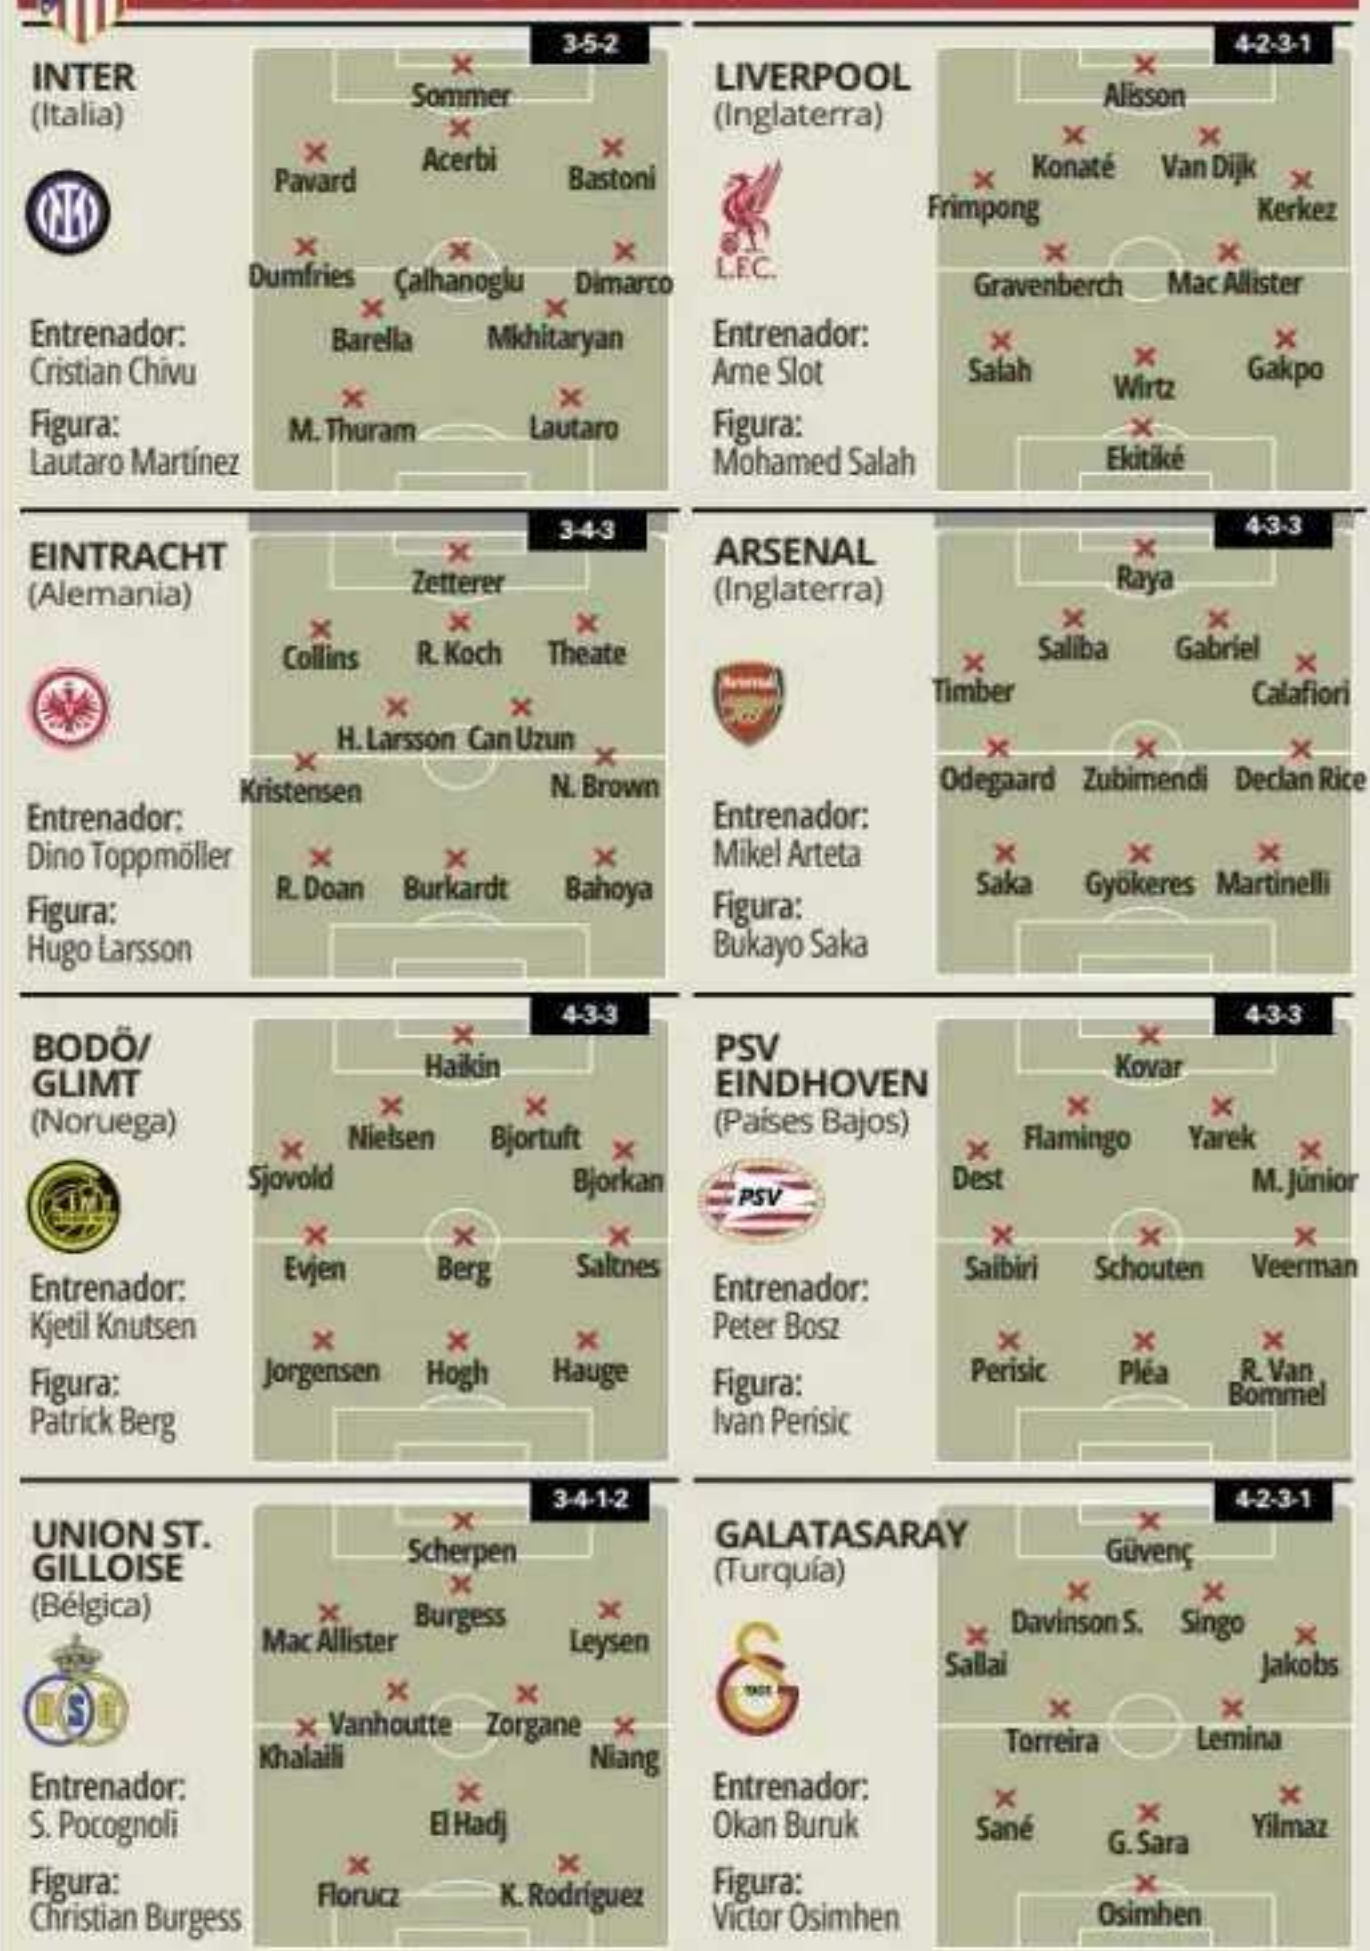 3-5-2
INTER
(Italia)
Sommer
Acerbi
Pavard
Bastoni
Dumfries
Çalhanoglu
Dimarco
Barella
Mkhitaryan
M. Thuram
Lautaro
Entrenador:
Cristian Chivu
Figura:
Lautaro Martínez
4-2-3-1
LIVERPOOL
(Inglaterra)
L.F.C.
Alisson
Konaté
Van Dijk
Frimpong
Kerkez
Gravenberch
Mac Allister
Salah
Wirtz
Gakpo
Ekitiké
Entrenador:
Arne Slot
Figura:
Mohamed Salah
3-4-3
EINTRACHT
(Alemania)
Zetterer
Collins
R. Koch
Theate
H. Larsson
Can Uzun
Kristensen
N. Brown
R. Doan
Burkardt
Bahoya
Entrenador:
Dino Toppmöller
Figura:
Hugo Larsson
4-3-3
ARSENAL
(Inglaterra)
Arsenal
Raya
Saliba
Gabriel
Timber
Calafiori
Odegaard
Zubimendi
Declan Rice
Saka
Gyökeres
Martinelli
Entrenador:
Mikel Arteta
Figura:
Bukayo Saka
4-3-3
BODÖ/
GLIMT
(Noruega)
Haikin
Nielsen
Bjortuft
Sjovold
Bjorkan
Evjen
Berg
Saltnes
Jorgensen
Hogh
Hauge
Entrenador:
Kjetil Knutsen
Figura:
Patrick Berg
4-3-3
PSV
EINDHOVEN
(Países Bajos)
PSV
Kovar
Flamingo
Yarek
Dest
M. Júnior
Saibiri
Schouten
Veerman
Perisic
Pléa
R. Van
Bommel
Entrenador:
Peter Bosz
Figura:
Ivan Perisic
3-4-1-2
UNION ST.
GILLOISE
(Bélgica)
Scherpen
Burgess
Mac Allister
Leysen
Vanhoutte
Zorgane
Khalaili
Niang
El Hadj
Florucz
K. Rodríguez
Entrenador:
S. Pocognoli
Figura:
Christian Burgess
4-2-3-1
GALATASARAY
(Turquía)
Güvenç
Davinson S.
Singo
Sallai
Jakobs
Torreira
Lemina
Sané
G. Sara
Yilmaz
Osimhen
Entrenador:
Okan Buruk
Figura:
Victor Osimhen